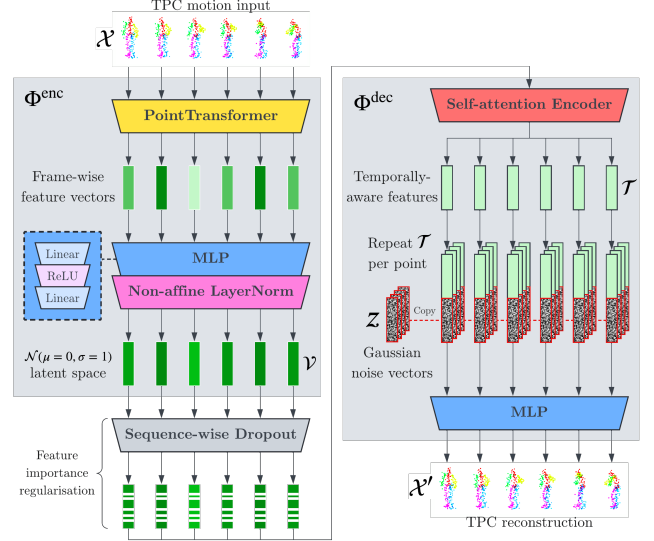 TPC motion input
𝒳
Φenc
PointTransformer
Frame-wise
feature vectors
Linear
ReLU
Linear
MLP
Non-affine LayerNorm
𝒩(μ = 0, σ = 1)
latent space
𝒱
Sequence-wise Dropout
Feature
importance
regularisation
Φdec
Self-attention Encoder
Temporally-
aware features
𝒯
Repeat 𝒯
per point
z
Copy
Gaussian
noise vectors
MLP
𝒳′
TPC reconstruction